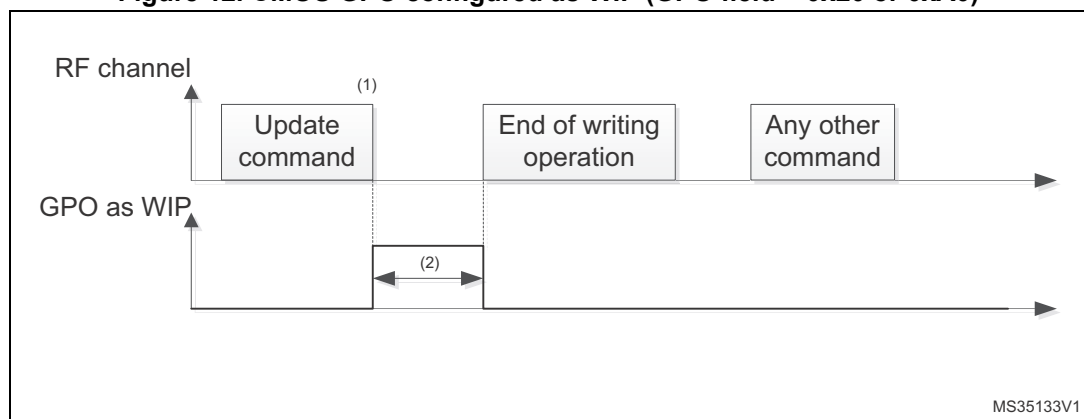 RF channel
(1)
Update
command
End of writing
operation
Any other
command
GPO as WIP
(2)
MS35133V1